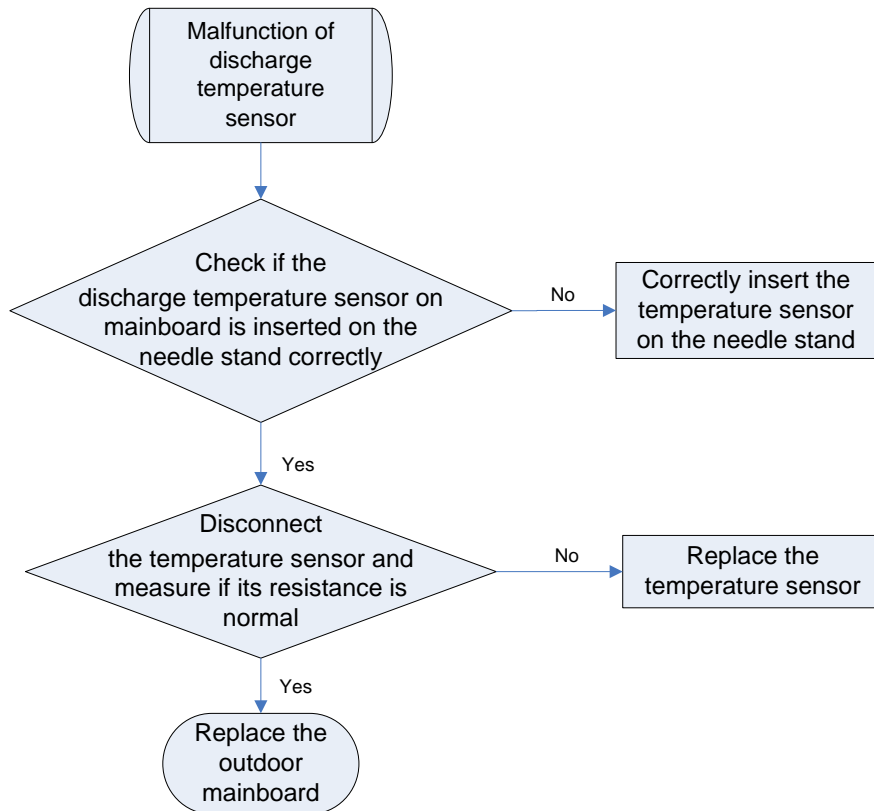 Malfunction of
discharge
temperature
sensor
Check if the
discharge temperature sensor on
mainboard is inserted on the
needle stand correctly
No
Correctly insert the
temperature sensor
on the needle stand
Yes
Disconnect
the temperature sensor and
measure if its resistance is
normal
No
Replace the
temperature sensor
Yes
Replace the
outdoor
mainboard